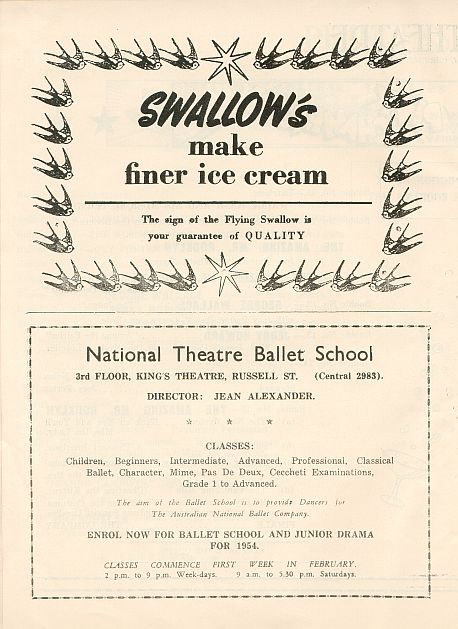 SWALLOW's
make
finer ice cream
The sign of the Flying Swallow is
your guarantee of QUALITY
National Theatre Ballet School
3rd FLOOR, KING'S THEATRE, RUSSELL ST. (Central 2983).
DIRECTOR: JEAN ALEXANDER.
* * *
CLASSES:
Children, Beginners, Intermediate, Advanced, Professional, Classical
Ballet, Character, Mime, Pas De Deux, Ceccheti Examinations,
Grade 1 to Advanced.
The aim of the Ballet School is to provide Dancers for
The Australian National Ballet Company.
ENROL NOW FOR BALLET SCHOOL AND JUNIOR DRAMA
FOR 1954.
CLASSES COMMENCE FIRST WEEK IN FEBRUARY.
2 p.m. to 9 p.m. Week-days. 9 a.m. to 5.30 p.m. Saturdays.